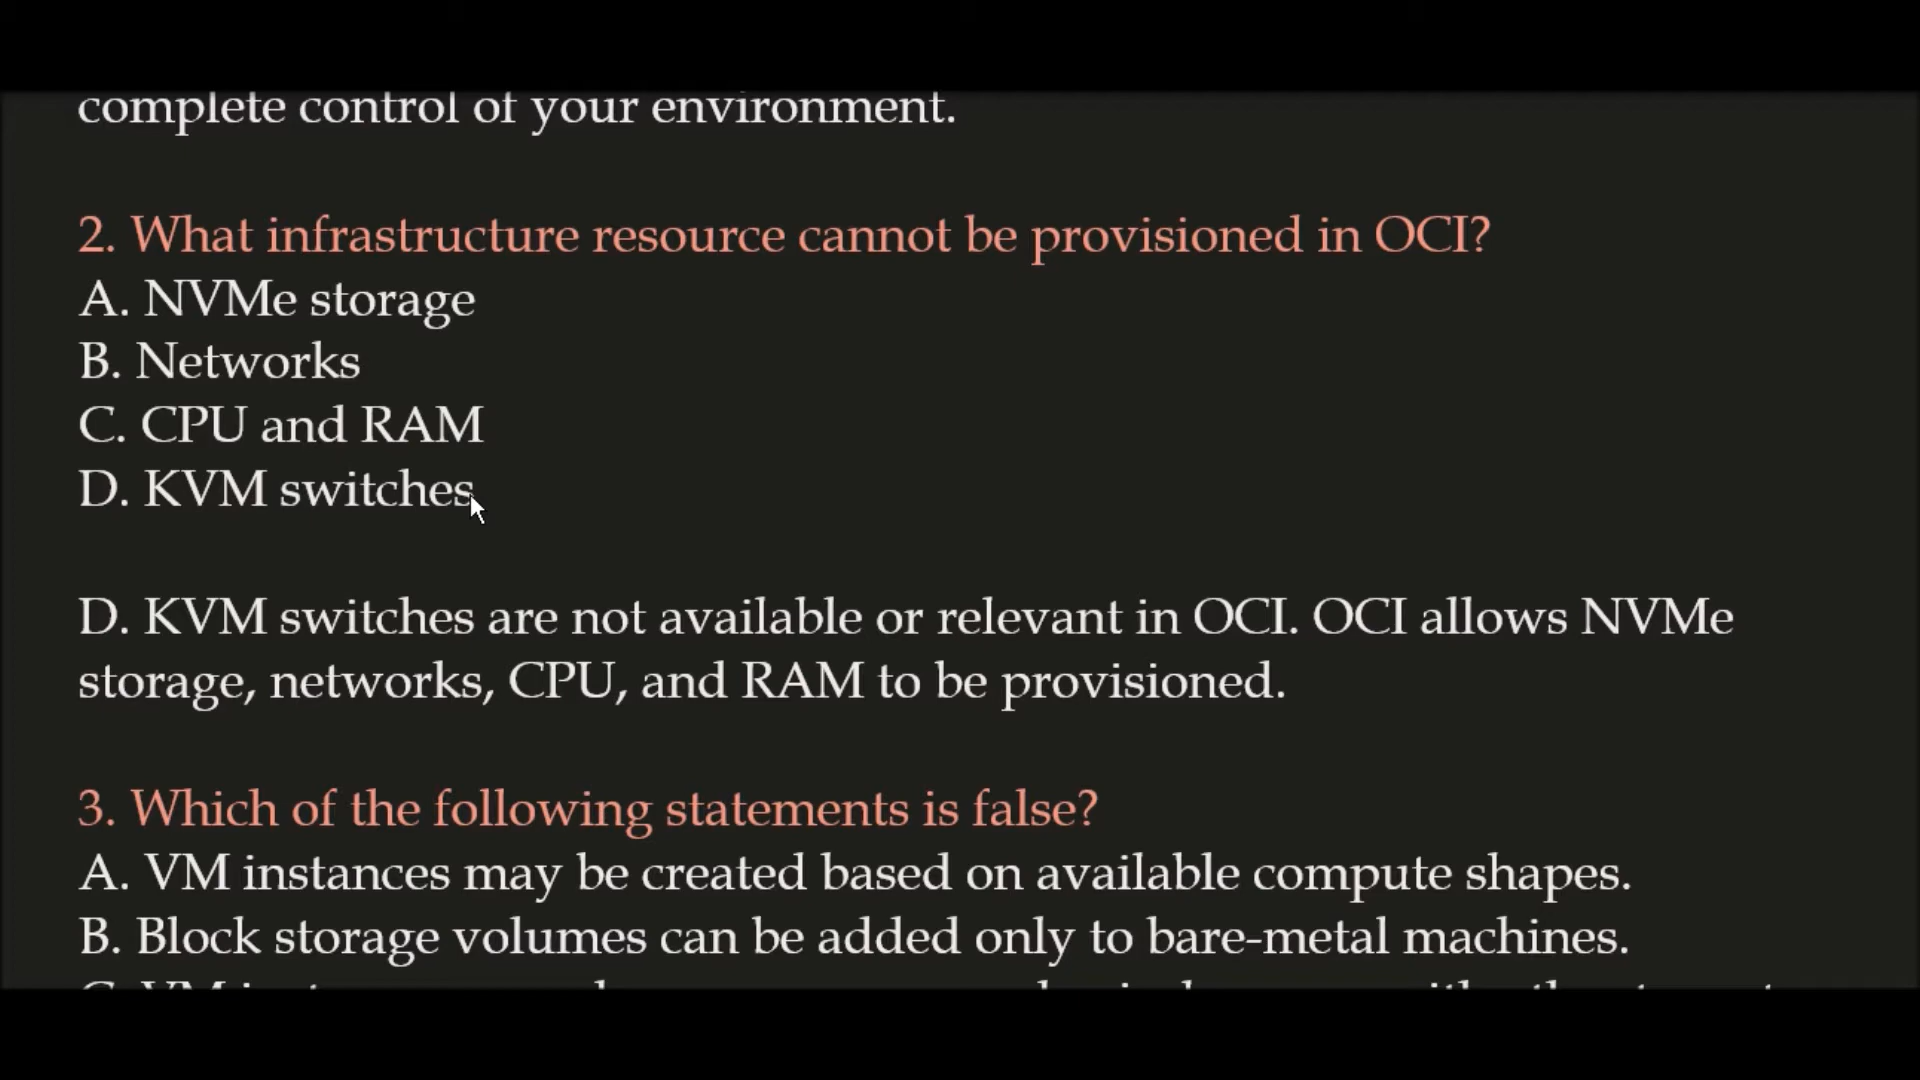 complete control of your environment.
2. What infrastructure resource cannot be provisioned in OCI?
A. NVMe storage
B. Networks
C. CPU and RAM
D. KVM switches
D. KVM switches are not available or relevant in OCI. OCI allows NVMe
storage, networks, CPU, and RAM to be provisioned.
3. Which of the following statements is false?
A. VM instances may be created based on available compute shapes.
B. Block storage volumes can be added only to bare-metal machines.